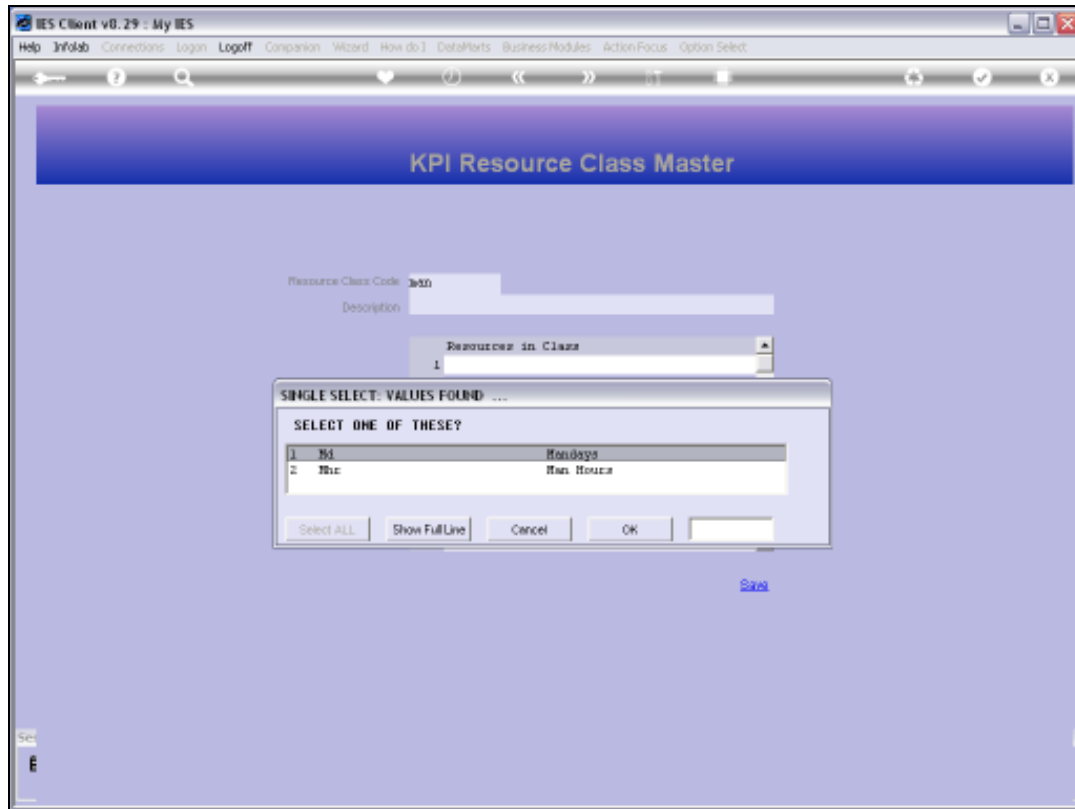 IES Client v8.29 : My IES
Help Infolab Connections Logon Logoff Companion Wizard How do I DataMarts Business Modules Action Focus Option Select
KPI Resource Class Master
Resource Class Code man
Description
Resources in Class
1
SINGLE SELECT: VALUES FOUND ...
SELECT ONE OF THESE?
1 Md Mandays
2 Mhr Man Hours
Select ALL Show Full Line Cancel OK
Save